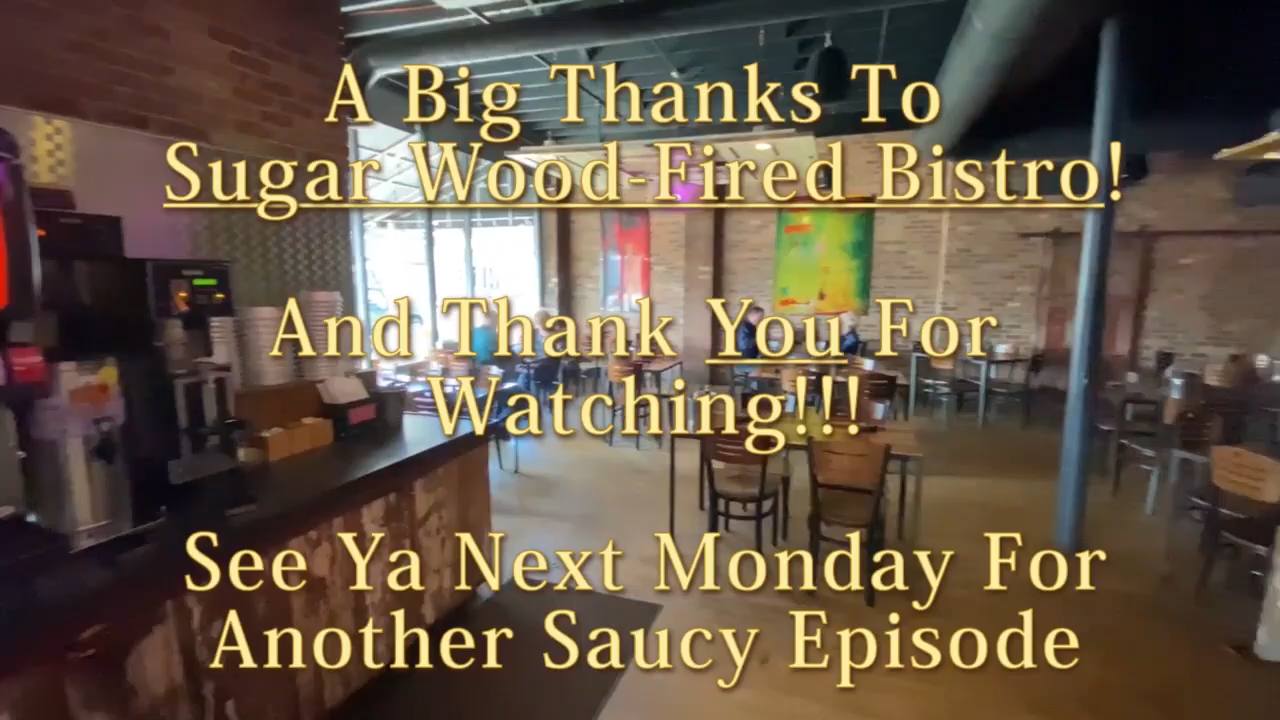 A Big Thanks To
Sugar Wood-Fired Bistro!
And Thank You For
Watching!!!
See Ya Next Monday For
Another Saucy Episode